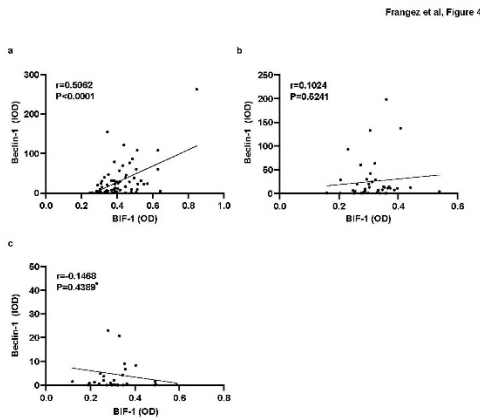 Frangez et al, Figure 4
a
r=0.5062
P<0.0001
Beclin-1 (IOD)
300
200
100
0
0.0 0.2 0.4 0.6 0.8 1.0
BIF-1 (OD)
b
r=0.1024
P=0.5241
Beclin-1 (IOD)
250
200
150
100
50
0
0.0 0.2 0.4 0.6
BIF-1 (OD)
c
r=-0.1468
P=0.4389
Beclin-1 (IOD)
50
40
30
20
10
0
0.0 0.2 0.4 0.6 0.8
BIF-1 (OD)